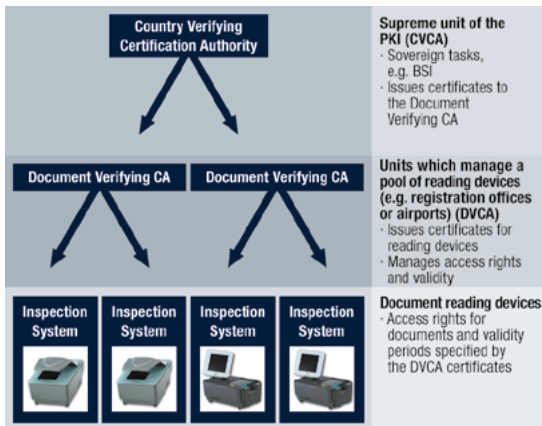 Country Verifying
Certification Authority
Supreme unit of the
PKI (CVCA)
· Sovereign tasks,
e.g. BSI
· Issues certificates to
the Document
Verifying CA
Document Verifying CA
Document Verifying CA
Units which manage a
pool of reading devices
(e.g. registration offices
or airports) (DVCA)
· Issues certificates for
reading devices
· Manages access rights
and validity
Inspection
System
Inspection
System
Inspection
System
Inspection
System
Document reading devices
· Access rights for
documents and validity
periods specified by
the DVCA certificates